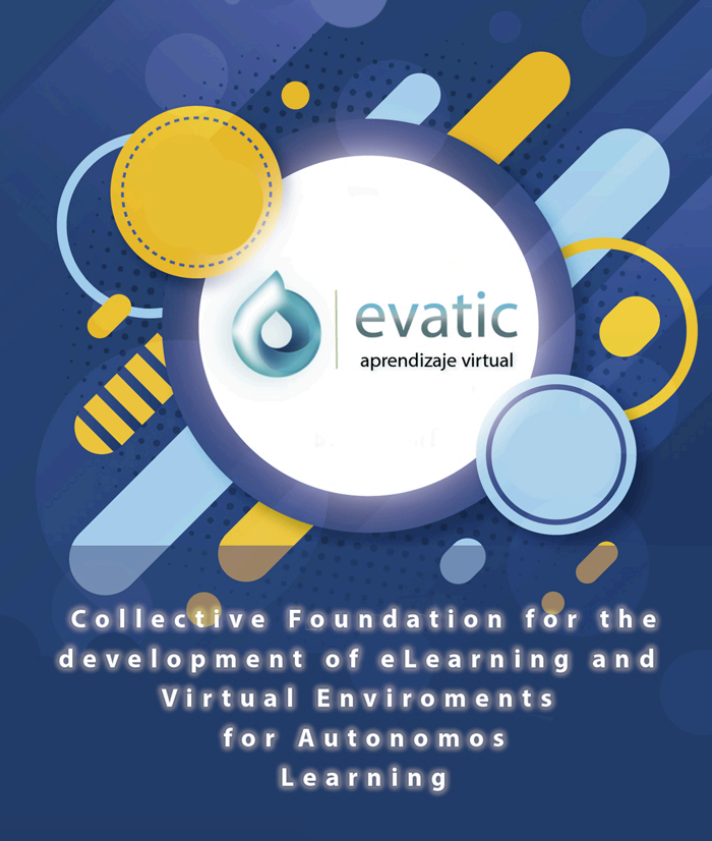 evatic
aprendizaje virtual
Collective Foundation for the
development of eLearning and
Virtual Enviroments
for Autonomos
Learning